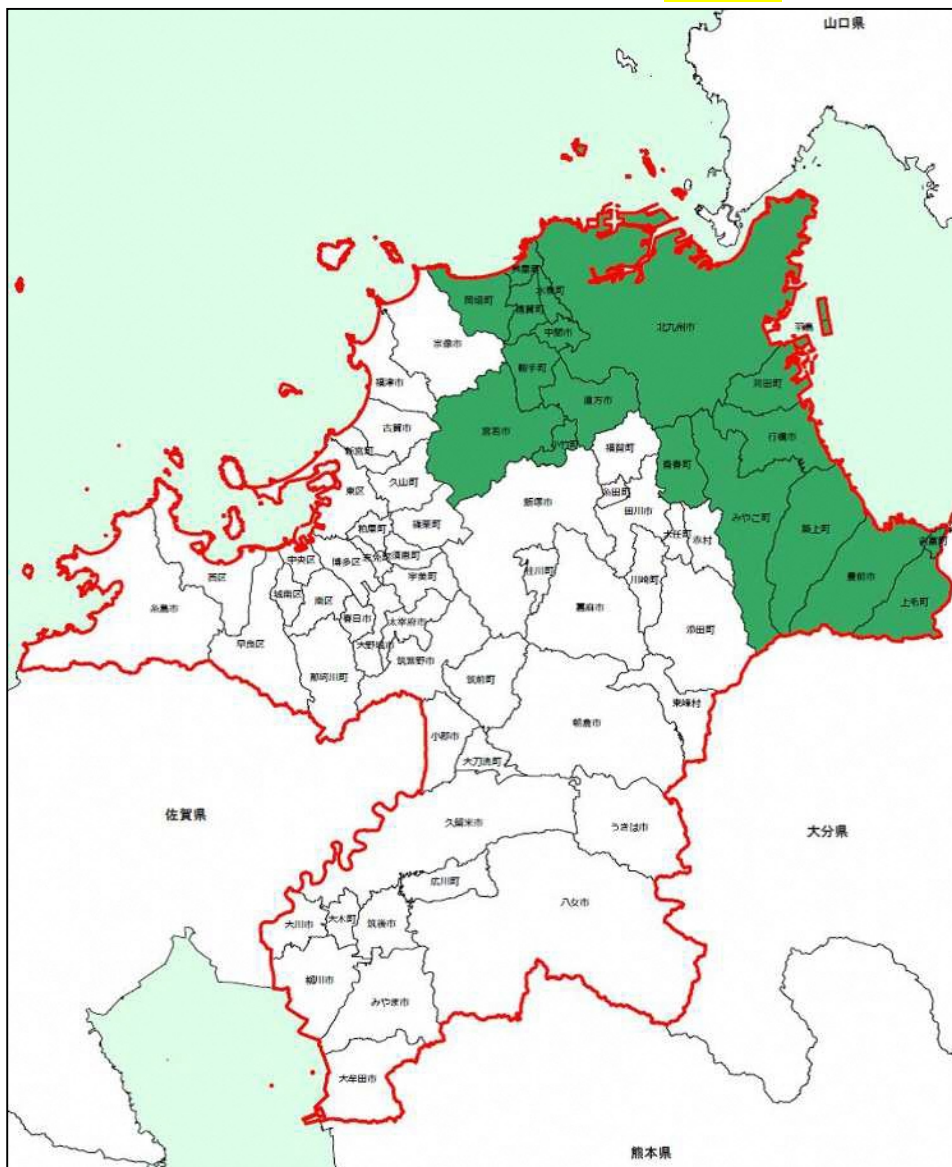 山口県
芦屋町
岡垣町
水巻町
遠賀町
北九州市
中間市
宗像市
鞍手町
苅田町
福津市
直方市
古賀市
宮若市
小竹町
行橋市
新宮町
福智町
香春町
久山町
東区
糸田町
飯塚市
田川市
みやこ町
築上町
篠栗町
粕屋町
大任町
赤村
吉富町
志免町
須恵町
中央区
博多区
宇美町
桂川町
川崎町
豊前市
上毛町
西区
城南区
南区
糸島市
春日市
太宰府市
嘉麻市
添田町
早良区
大野城市
筑紫野市
那珂川町
筑前町
東峰村
朝倉市
小郡市
大刀洗町
佐賀県
久留米市
うきは市
大分県
広川町
八女市
大川市
大木町
筑後市
柳川市
みやま市
大牟田市
熊本県